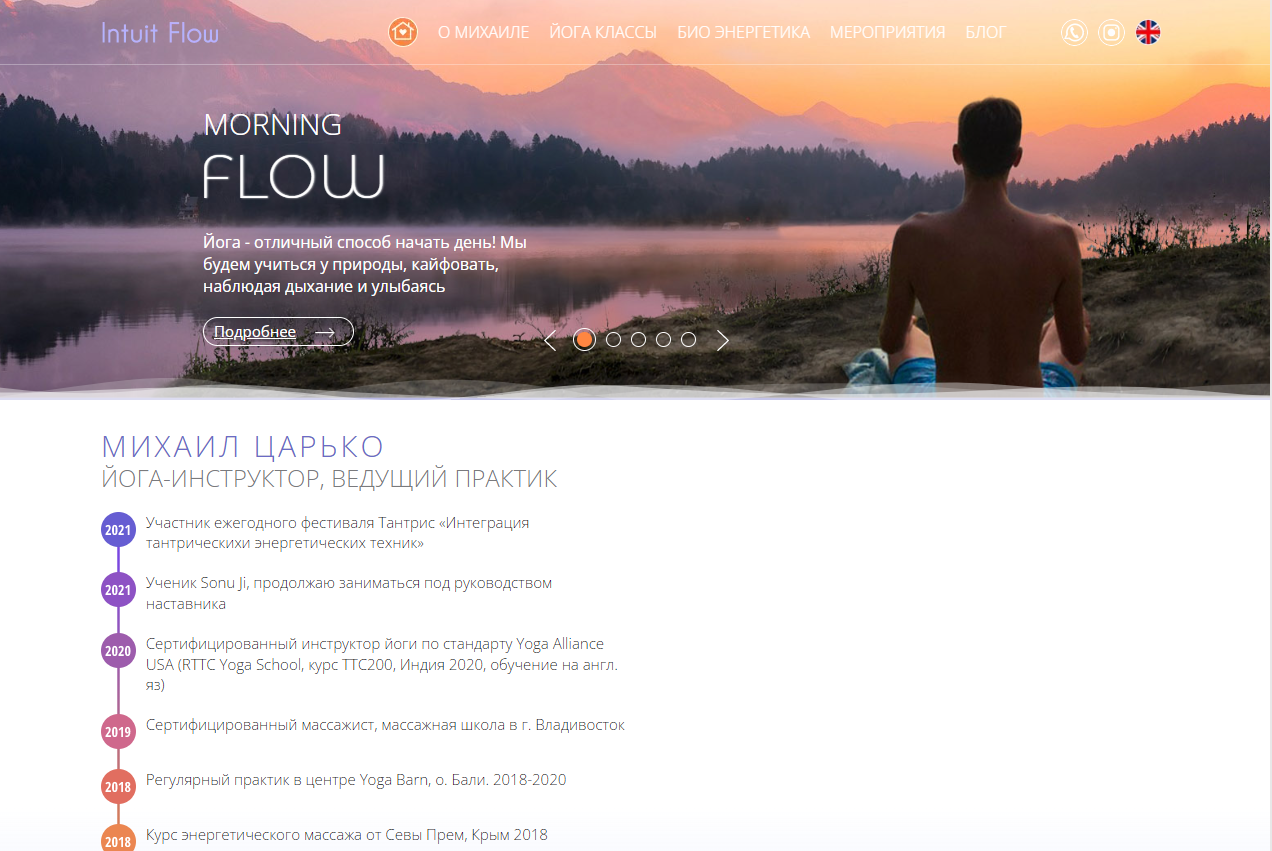 Intuit Flow
О МИХАИЛЕ ЙОГА КЛАССЫ БИО ЭНЕРГЕТИКА МЕРОПРИЯТИЯ БЛОГ
MORNING
FLOW
Йога - отличный способ начать день! Мы
будем учиться у природы, кайфовать,
наблюдая дыхание и улыбаясь
Подробнее
МИХАИЛ ЦАРЬКО
ЙОГА-ИНСТРУКТОР, ВЕДУЩИЙ ПРАКТИК
2021 Участник ежегодного фестиваля Тантрис «Интеграция
тантрическихи энергетических техник»
2021 Ученик Sonu Ji, продолжаю заниматься под руководством
наставника
2020 Сертифицированный инструктор йоги по стандарту Yoga Alliance
USA (RTTC Yoga School, курс TTC200, Индия 2020, обучение на англ.
яз)
2019 Сертифицированный массажист, массажная школа в г. Владивосток
2018 Регулярный практик в центре Yoga Barn, о. Бали. 2018-2020
2018 Курс энергетического массажа от Севы Прем, Крым 2018